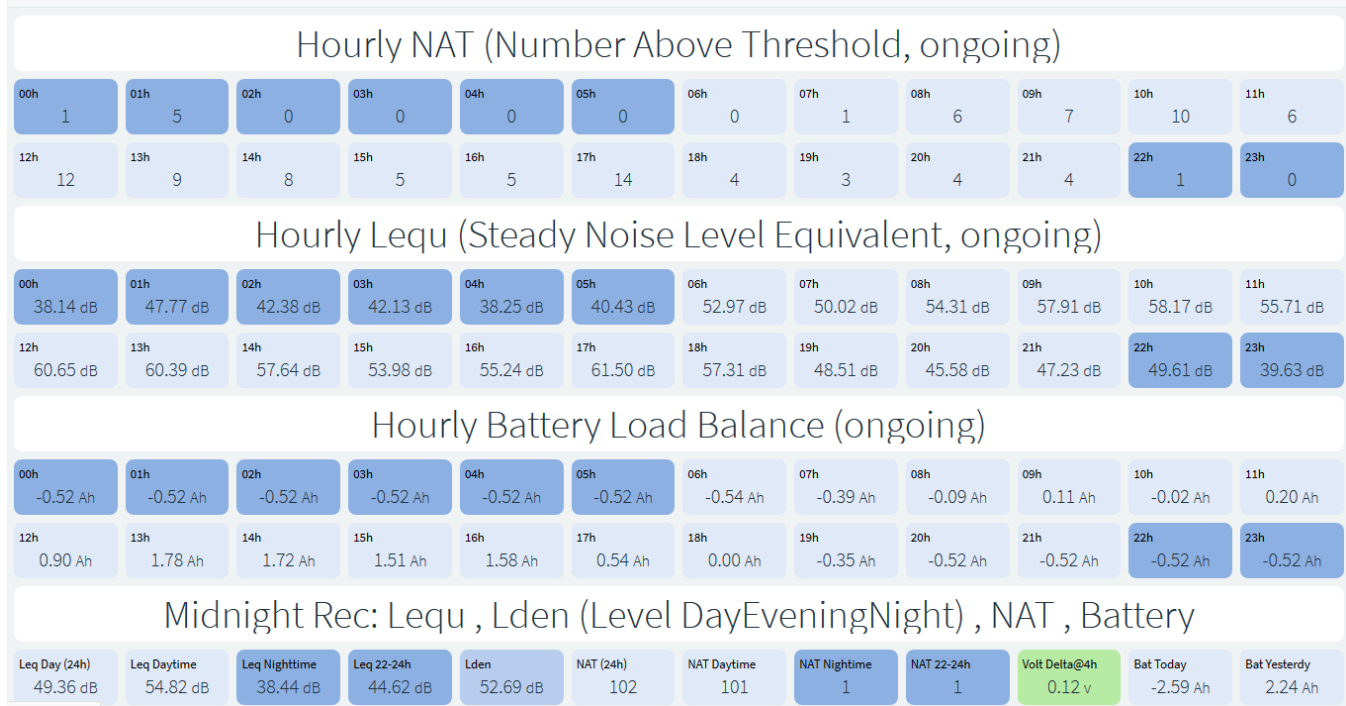 Hourly NAT (Number Above Threshold, ongoing)
00h 01h 02h 03h 04h 05h 06h 07h 08h 09h 10h 11h
1 5 0 0 0 0 0 1 6 7 10 6
12h 13h 14h 15h 16h 17h 18h 19h 20h 21h 22h 23h
12 9 8 5 5 14 4 3 4 4 1 0
Hourly Lequ (Steady Noise Level Equivalent, ongoing)
00h 01h 02h 03h 04h 05h 06h 07h 08h 09h 10h 11h
38.14 dB 47.77 dB 42.38 dB 42.13 dB 38.25 dB 40.43 dB 52.97 dB 50.02 dB 54.31 dB 57.91 dB 58.17 dB 55.71 dB
12h 13h 14h 15h 16h 17h 18h 19h 20h 21h 22h 23h
60.65 dB 60.39 dB 57.64 dB 53.98 dB 55.24 dB 61.50 dB 57.31 dB 48.51 dB 45.58 dB 47.23 dB 49.61 dB 39.63 dB
Hourly Battery Load Balance (ongoing)
00h 01h 02h 03h 04h 05h 06h 07h 08h 09h 10h 11h
-0.52 Ah -0.52 Ah -0.52 Ah -0.52 Ah -0.52 Ah -0.52 Ah -0.54 Ah -0.39 Ah -0.09 Ah 0.11 Ah -0.02 Ah 0.20 Ah
12h 13h 14h 15h 16h 17h 18h 19h 20h 21h 22h 23h
0.90 Ah 1.78 Ah 1.72 Ah 1.51 Ah 1.58 Ah 0.54 Ah 0.00 Ah -0.35 Ah -0.52 Ah -0.52 Ah -0.52 Ah -0.52 Ah
Midnight Rec: Lequ , Lden (Level DayEveningNight) , NAT , Battery
Leq Day (24h) Leq Daytime Leq Nighttime Leq 22-24h Lden NAT (24h) NAT Daytime NAT Nightime NAT 22-24h Volt Delta@4h Bat Today Bat Yesterdy
49.36 dB 54.82 dB 38.44 dB 44.62 dB 52.69 dB 102 101 1 1 0.12 v -2.59 Ah 2.24 Ah